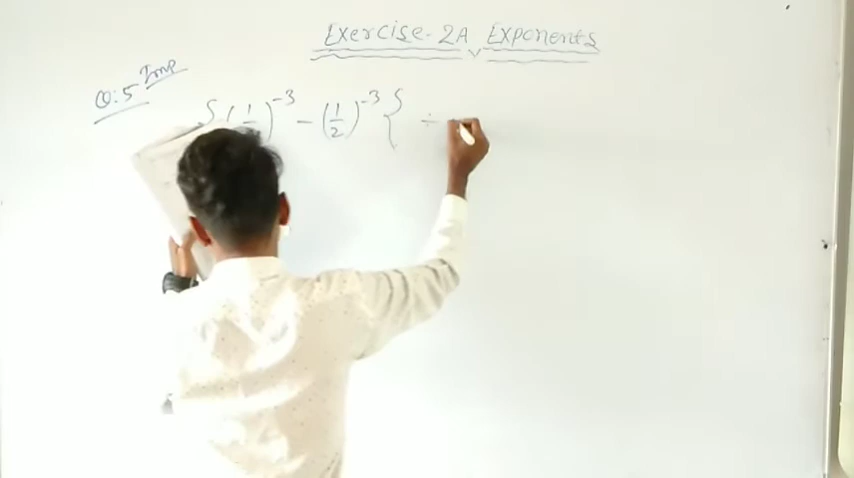 Exercise-2A, Exponents
Q:5 Imp
{(1/ )^-3 - (1/2)^-3} ÷